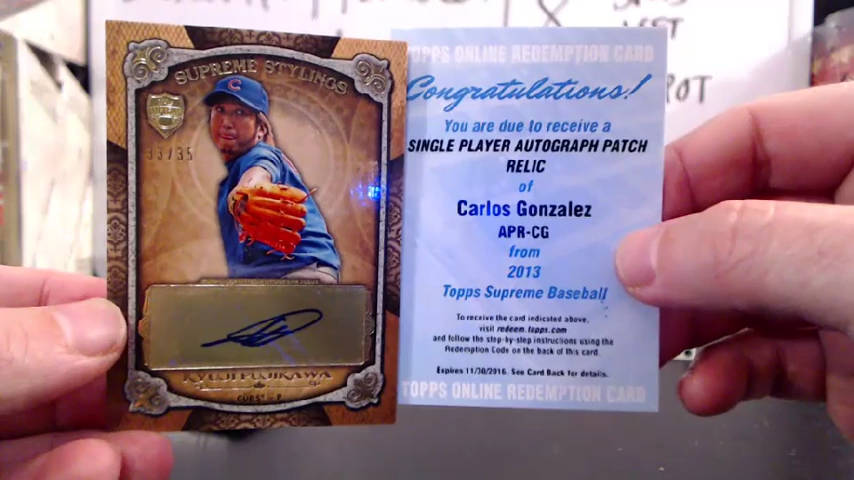 SUPREME STYLINGS
33/35
KYUJI FUJIKAWA
CUBS® - P
TOPPS ONLINE REDEMPTION CARD
Congratulations!
You are due to receive a
SINGLE PLAYER AUTOGRAPH PATCH
RELIC
of
Carlos Gonzalez
APR-CG
from
2013
Topps Supreme Baseball
To receive the card indicated above,
visit redeem.topps.com
and follow the step-by-step instructions using the
Redemption Code on the back of this card.
Expires 11/30/2016. See Card Back for details.
TOPPS ONLINE REDEMPTION CARD